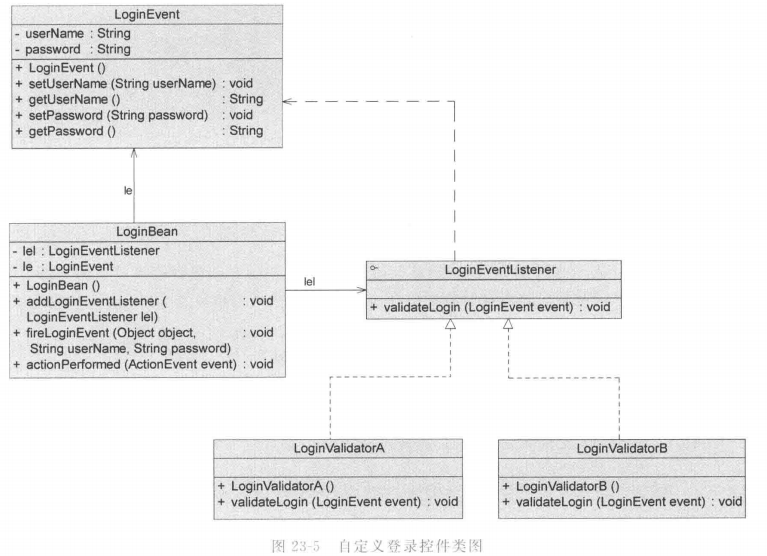 LoginEvent
- userName : String
- password : String
+ LoginEvent ()
+ setUserName (String userName) : void
+ getUserName () : String
+ setPassword (String password) : void
+ getPassword () : String
le
LoginBean
- lel : LoginEventListener
- le : LoginEvent
+ LoginBean ()
+ addLoginEventListener ( : void
LoginEventListener lel)
+ fireLoginEvent (Object object, : void
String userName, String password)
+ actionPerformed (ActionEvent event) : void
lel
LoginEventListener
+ validateLogin (LoginEvent event) : void
LoginValidatorA
+ LoginValidatorA ()
+ validateLogin (LoginEvent event) : void
LoginValidatorB
+ LoginValidatorB ()
+ validateLogin (LoginEvent event) : void
图 23-5 自定义登录控件类图